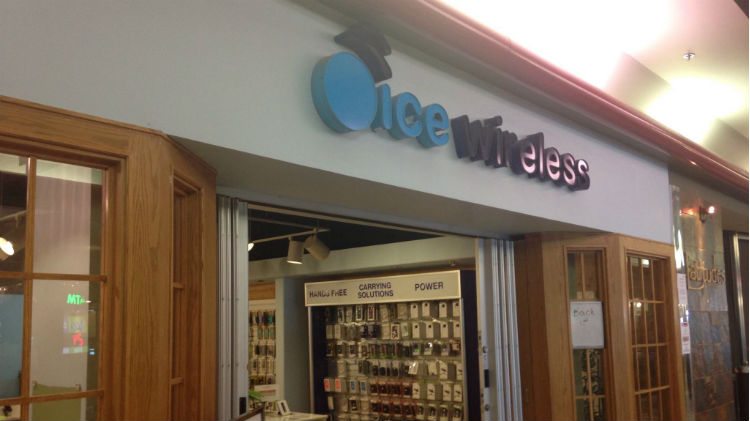 ice wireless
HANDS FREE
CARRYING
SOLUTIONS
POWER
Back